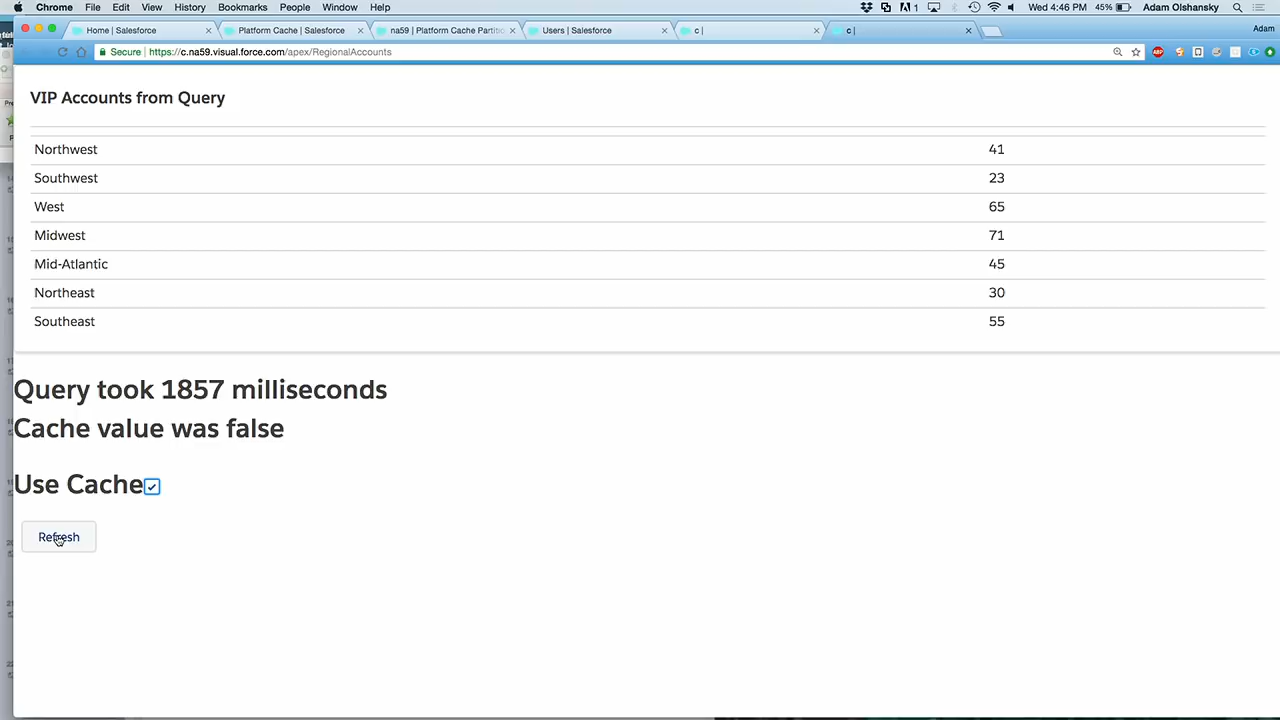 Chrome File Edit View History Bookmarks People Window Help 1 45% Wed 4:46 PM Adam Olshansky
Home | Salesforce Platform Cache | Salesforce na59 | Platform Cache Partitio Users | Salesforce c | c | Adam
Secure https://c.na59.visual.force.com/apex/RegionalAccounts ABP
VIP Accounts from Query
Northwest 41
Southwest 23
West 65
Midwest 71
Mid-Atlantic 45
Northeast 30
Southeast 55
Query took 1857 milliseconds
Cache value was false
Use Cache
Refresh